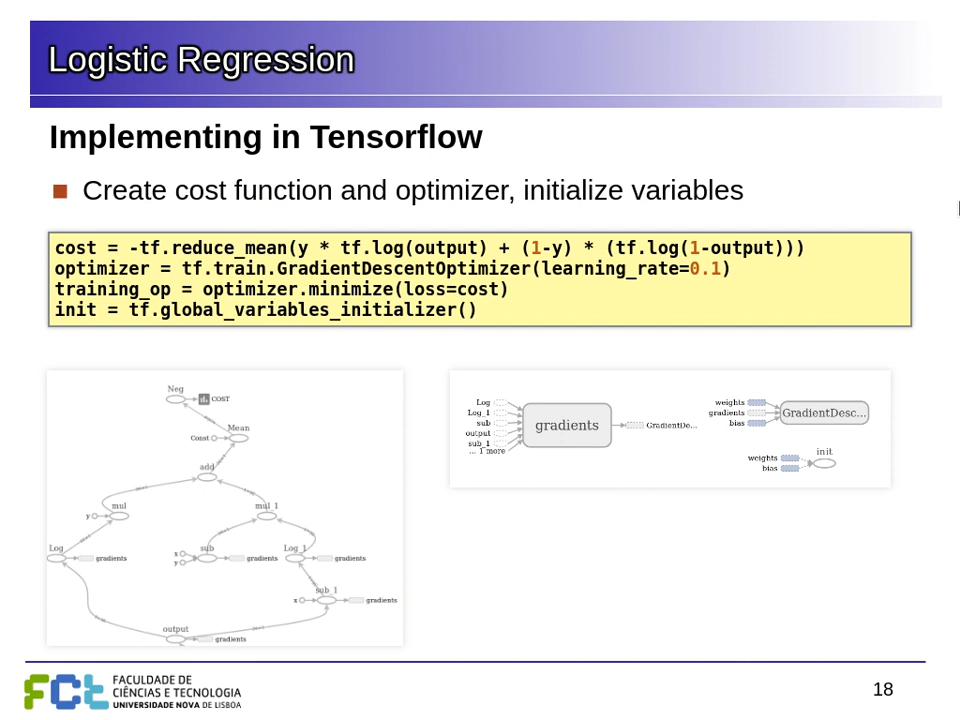 Logistic Regression
Implementing in Tensorflow
Create cost function and optimizer, initialize variables
cost = -tf.reduce_mean(y * tf.log(output) + (1-y) * (tf.log(1-output)))
optimizer = tf.train.GradientDescentOptimizer(learning_rate=0.1)
training_op = optimizer.minimize(loss=cost)
init = tf.global_variables_initializer()
Neg
cost
Mean
Const
add
mul
y
mul_1
Log
gradients
x
y
sub
gradients
Log_1
gradients
sub_1
x
gradients
output
gradients
Log
Log_1
sub
output
sub_1
... 1 more
gradients
GradientDe...
weights
gradients
bias
GradientDesc...
init
weights
bias
FCt
FACULDADE DE
CIÊNCIAS E TECNOLOGIA
UNIVERSIDADE NOVA DE LISBOA
18